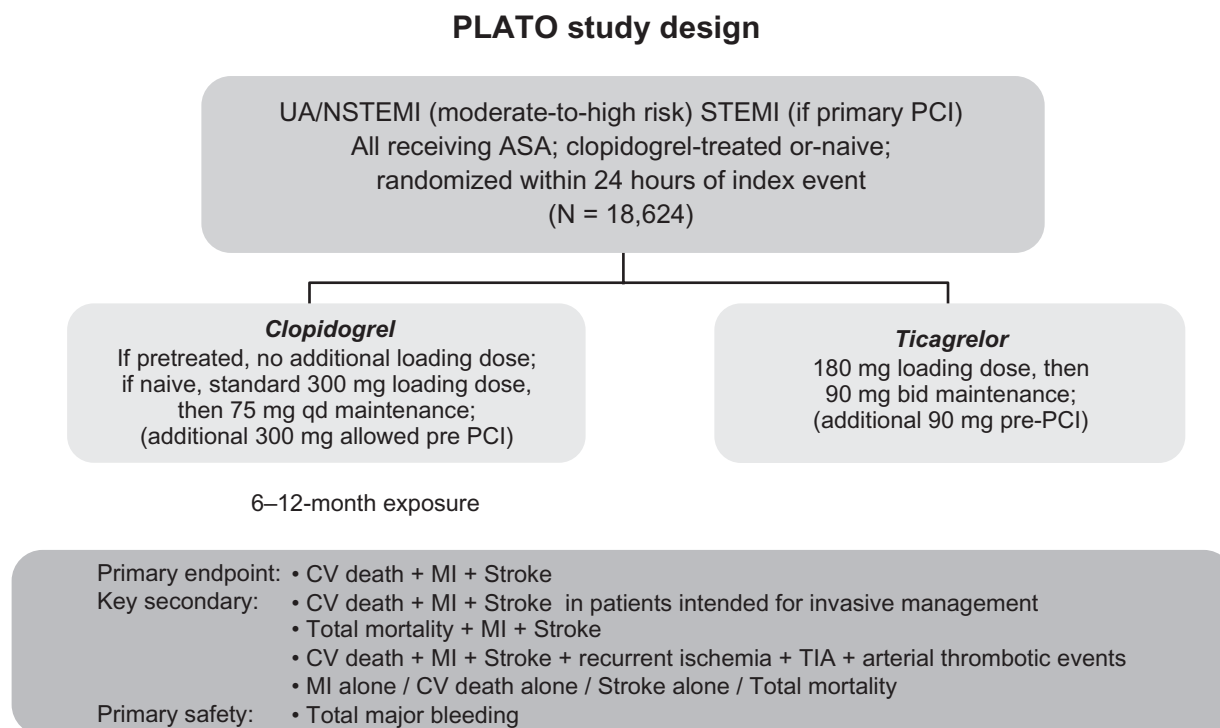 PLATO study design
UA/NSTEMI (moderate-to-high risk) STEMI (if primary PCI)
All receiving ASA; clopidogrel-treated or-naive;
randomized within 24 hours of index event
(N = 18,624)
Clopidogrel
If pretreated, no additional loading dose;
if naive, standard 300 mg loading dose,
then 75 mg qd maintenance;
(additional 300 mg allowed pre PCI)
Ticagrelor
180 mg loading dose, then
90 mg bid maintenance;
(additional 90 mg pre-PCI)
6–12-month exposure
Primary endpoint: • CV death + MI + Stroke
Key secondary: • CV death + MI + Stroke in patients intended for invasive management
• Total mortality + MI + Stroke
• CV death + MI + Stroke + recurrent ischemia + TIA + arterial thrombotic events
• MI alone / CV death alone / Stroke alone / Total mortality
Primary safety: • Total major bleeding